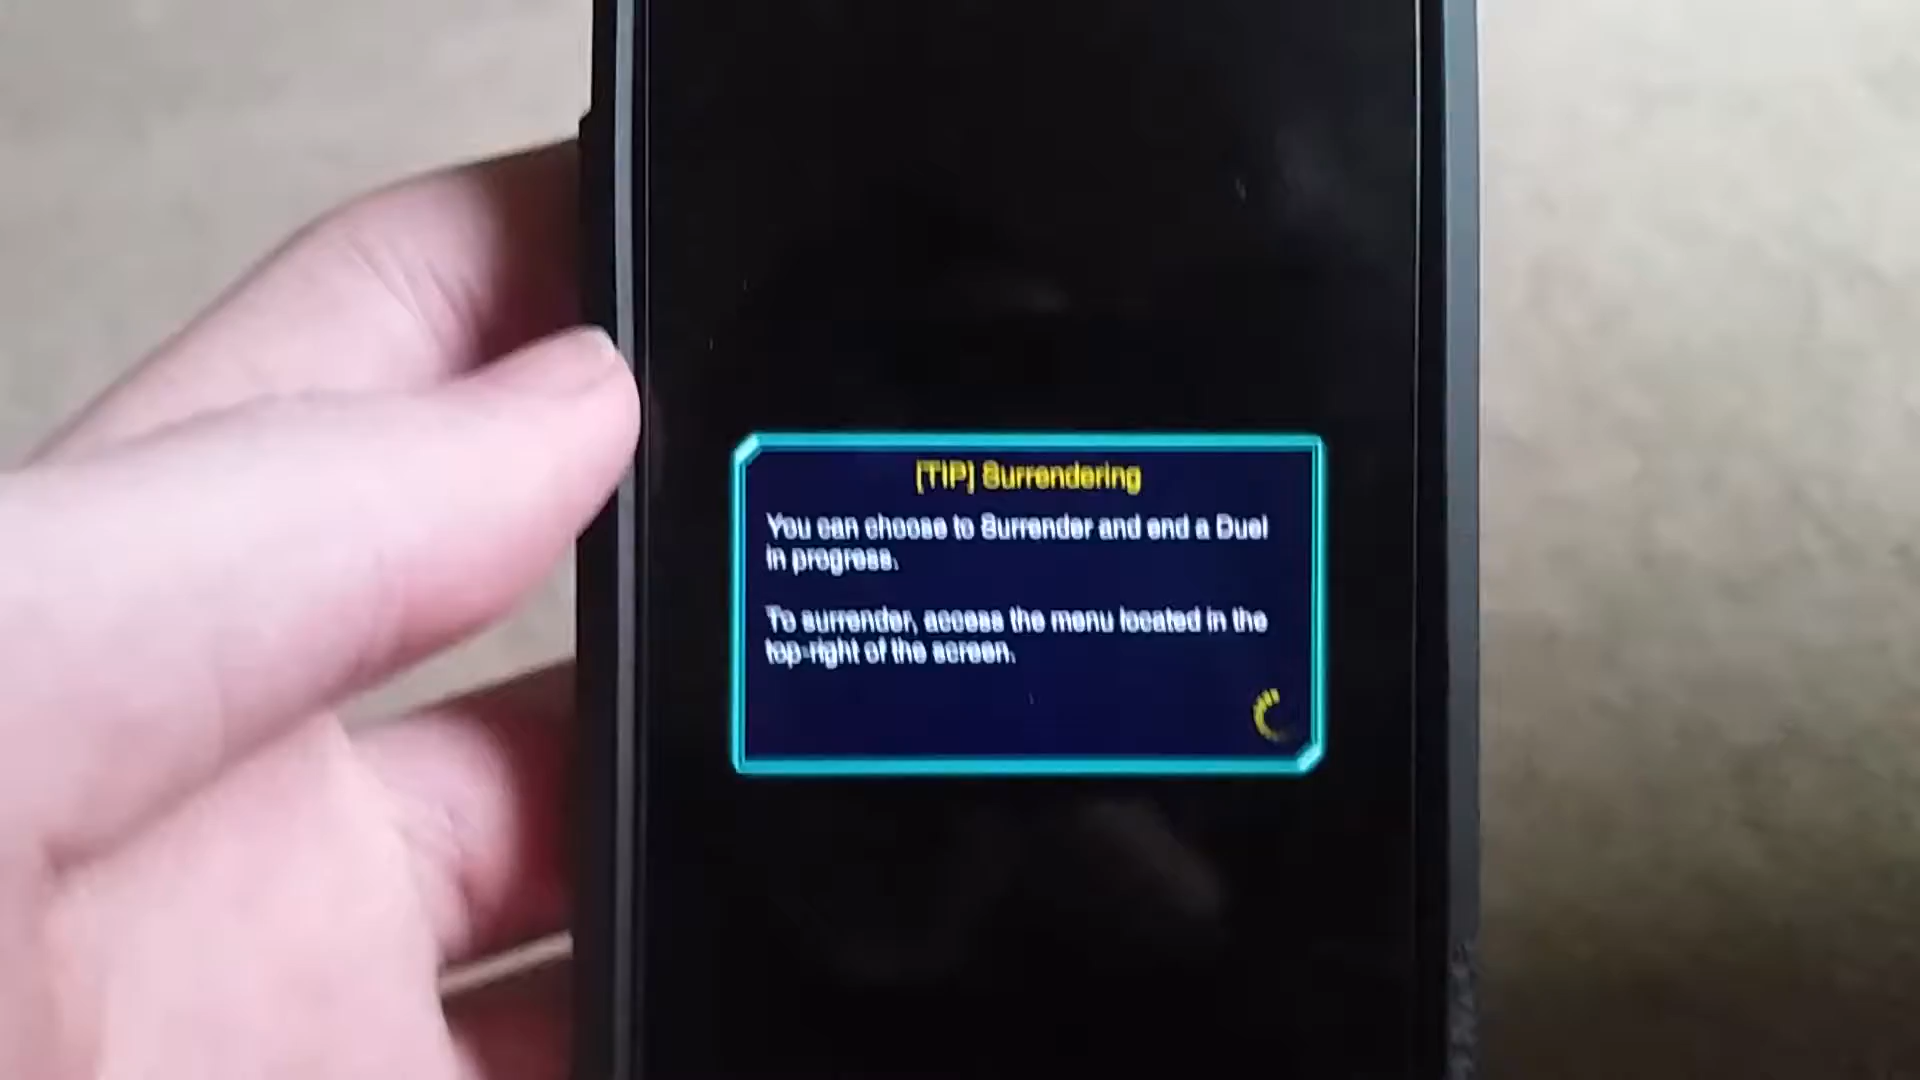 [TIP] Surrendering
You can choose to Surrender and end a Duel
in progress.
To surrender, access the menu located in the
top-right of the screen.